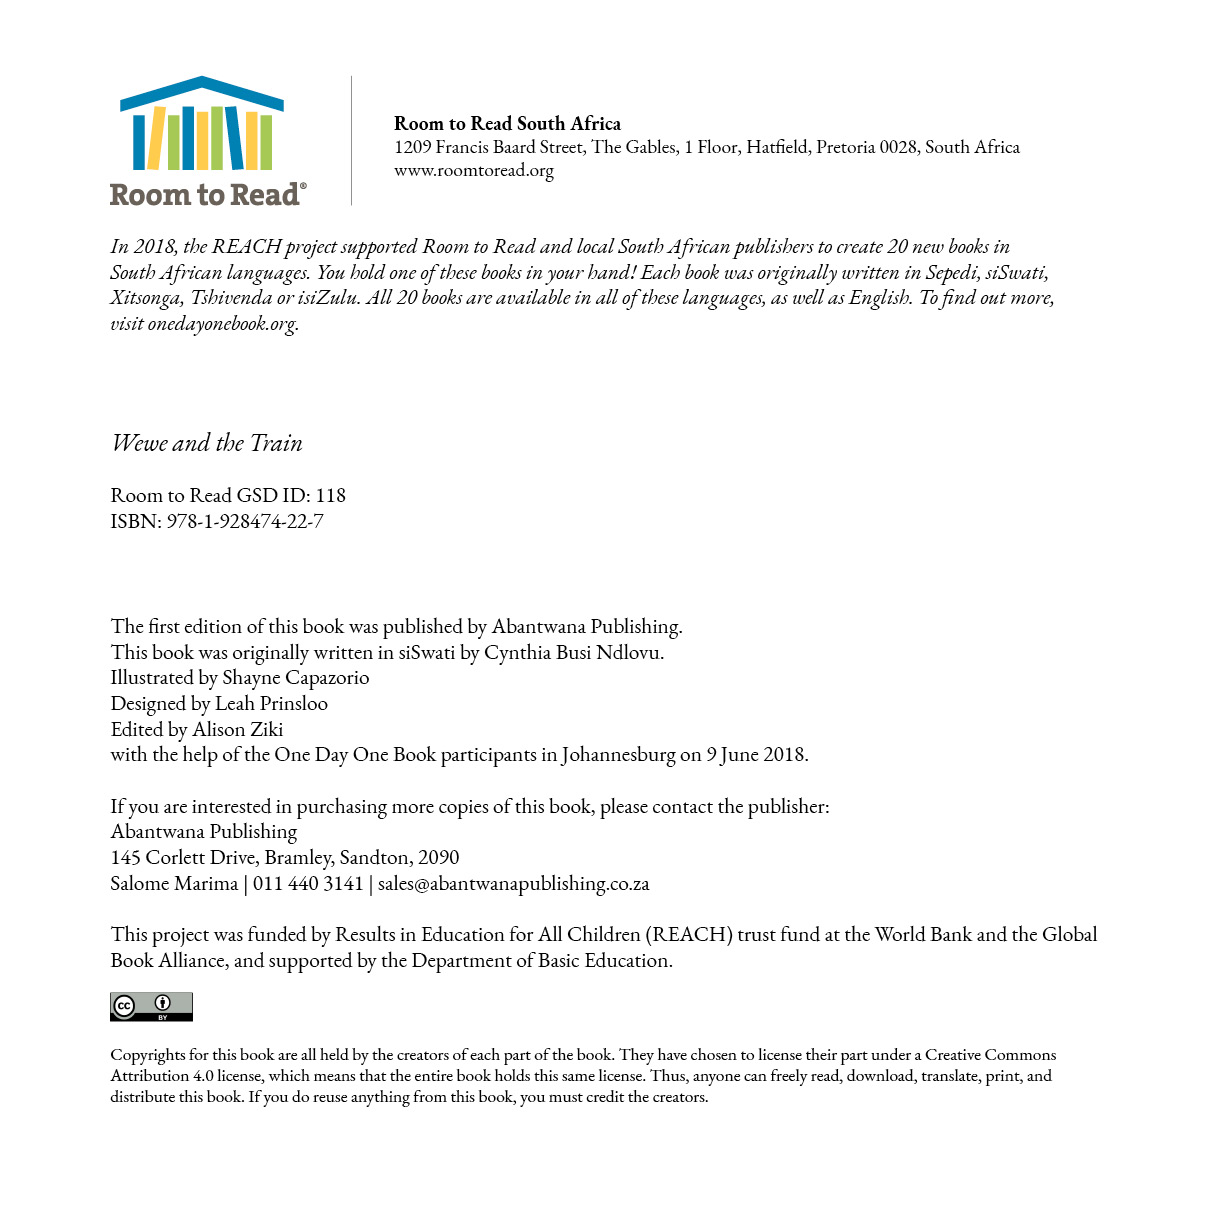 Room to Read®
Room to Read South Africa
1209 Francis Baard Street, The Gables, 1 Floor, Hatfield, Pretoria 0028, South Africa
www.roomtoread.org
In 2018, the REACH project supported Room to Read and local South African publishers to create 20 new books in
South African languages. You hold one of these books in your hand! Each book was originally written in Sepedi, siSwati,
Xitsonga, Tshivenda or isiZulu. All 20 books are available in all of these languages, as well as English. To find out more,
visit onedayonebook.org.
Wewe and the Train
Room to Read GSD ID: 118
ISBN: 978-1-928474-22-7
The first edition of this book was published by Abantwana Publishing.
This book was originally written in siSwati by Cynthia Busi Ndlovu.
Illustrated by Shayne Capazorio
Designed by Leah Prinsloo
Edited by Alison Ziki
with the help of the One Day One Book participants in Johannesburg on 9 June 2018.
If you are interested in purchasing more copies of this book, please contact the publisher:
Abantwana Publishing
145 Corlett Drive, Bramley, Sandton, 2090
Salome Marima | 011 440 3141 | sales@abantwanapublishing.co.za
This project was funded by Results in Education for All Children (REACH) trust fund at the World Bank and the Global
Book Alliance, and supported by the Department of Basic Education.
cc
BY
Copyrights for this book are all held by the creators of each part of the book. They have chosen to license their part under a Creative Commons
Attribution 4.0 license, which means that the entire book holds this same license. Thus, anyone can freely read, download, translate, print, and
distribute this book. If you do reuse anything from this book, you must credit the creators.